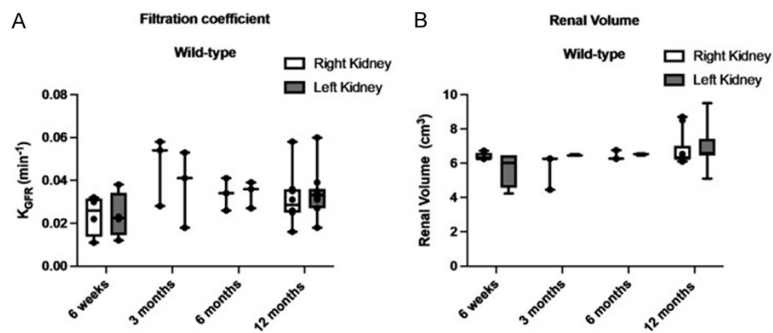 A
Filtration coefficient
Wild-type
Right Kidney
Left Kidney
K_GFR (min⁻¹)
0.08
0.06
0.04
0.02
0.00
6 weeks
3 months
6 months
12 months
B
Renal Volume
Wild-type
Right Kidney
Left Kidney
Renal Volume (cm³)
10
8
6
4
2
0
6 weeks
3 months
6 months
12 months